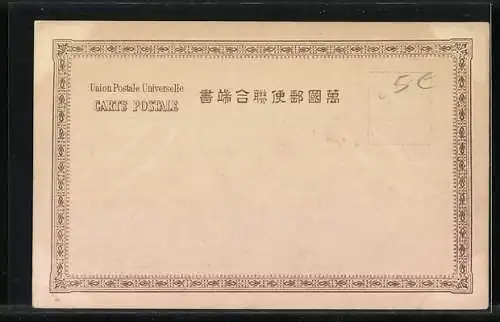 Union Postale Universelle
CARTE POSTALE
書端合聯便郵國萬
5€